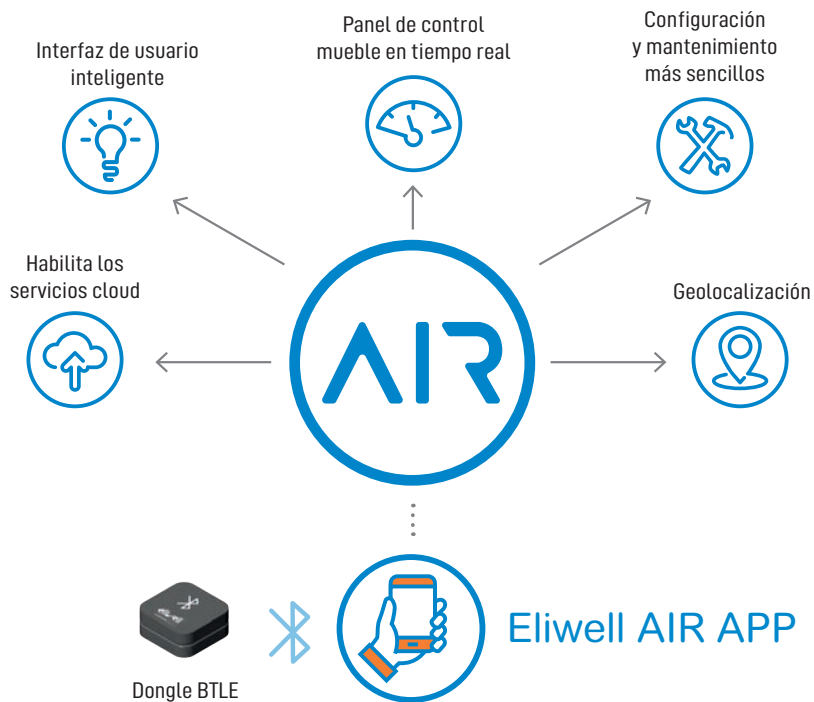 Panel de control
mueble en tiempo real
Configuración
y mantenimiento
más sencillos
Interfaz de usuario
inteligente
Habilita los
servicios cloud
Geolocalización
AIR
eliwell
Eliwell AIR APP
Dongle BTLE